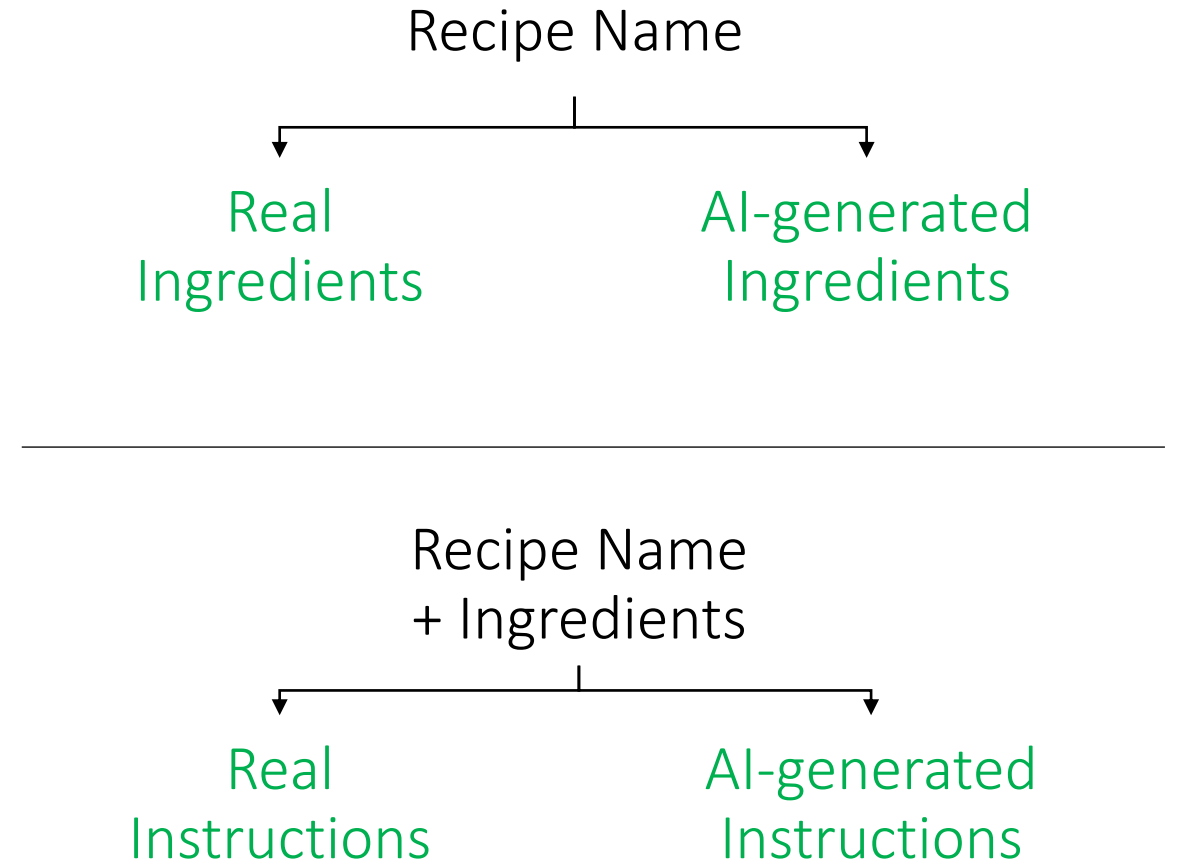 Recipe Name
Real
Ingredients
AI-generated
Ingredients
Recipe Name
+ Ingredients
Real
Instructions
AI-generated
Instructions